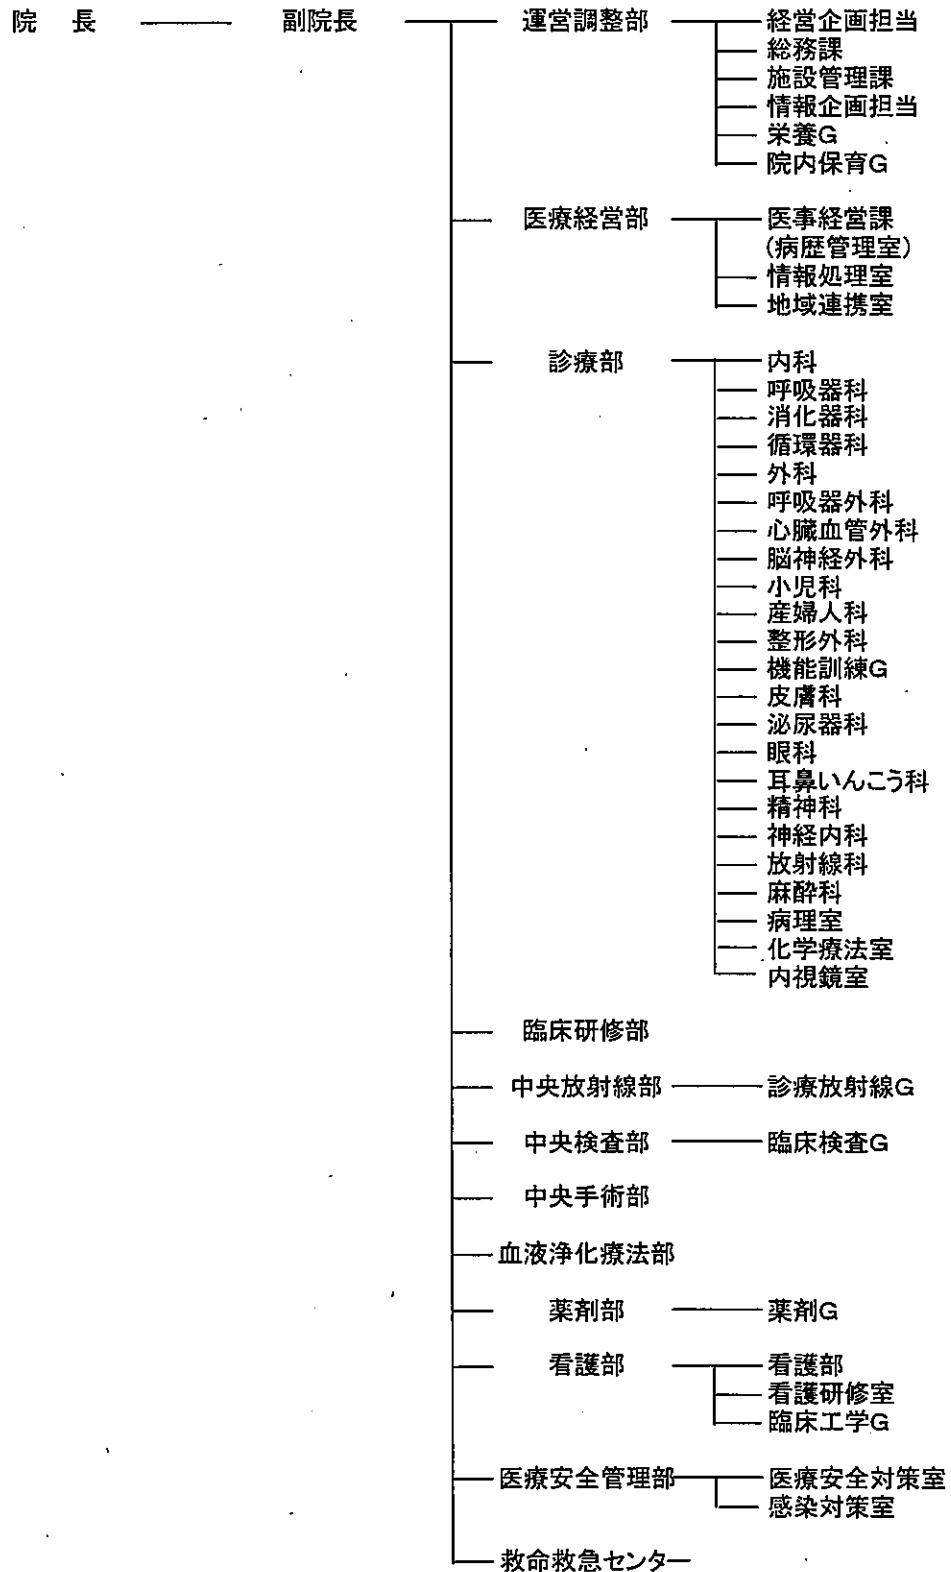 院　長　副院長　運営調整部　経営企画担当
総務課
施設管理課
情報企画担当
栄養G
院内保育G
医療経営部　医事経営課
(病歴管理室)
情報処理室
地域連携室
診療部　内科
呼吸器科
消化器科
循環器科
外科
呼吸器外科
心臓血管外科
脳神経外科
小児科
産婦人科
整形外科
機能訓練G
皮膚科
泌尿器科
眼科
耳鼻いんこう科
精神科
神経内科
放射線科
麻酔科
病理室
化学療法室
内視鏡室
臨床研修部
中央放射線部　診療放射線G
中央検査部　臨床検査G
中央手術部
血液浄化療法部
薬剤部　薬剤G
看護部　看護部
看護研修室
臨床工学G
医療安全管理部　医療安全対策室
感染対策室
救命救急センター